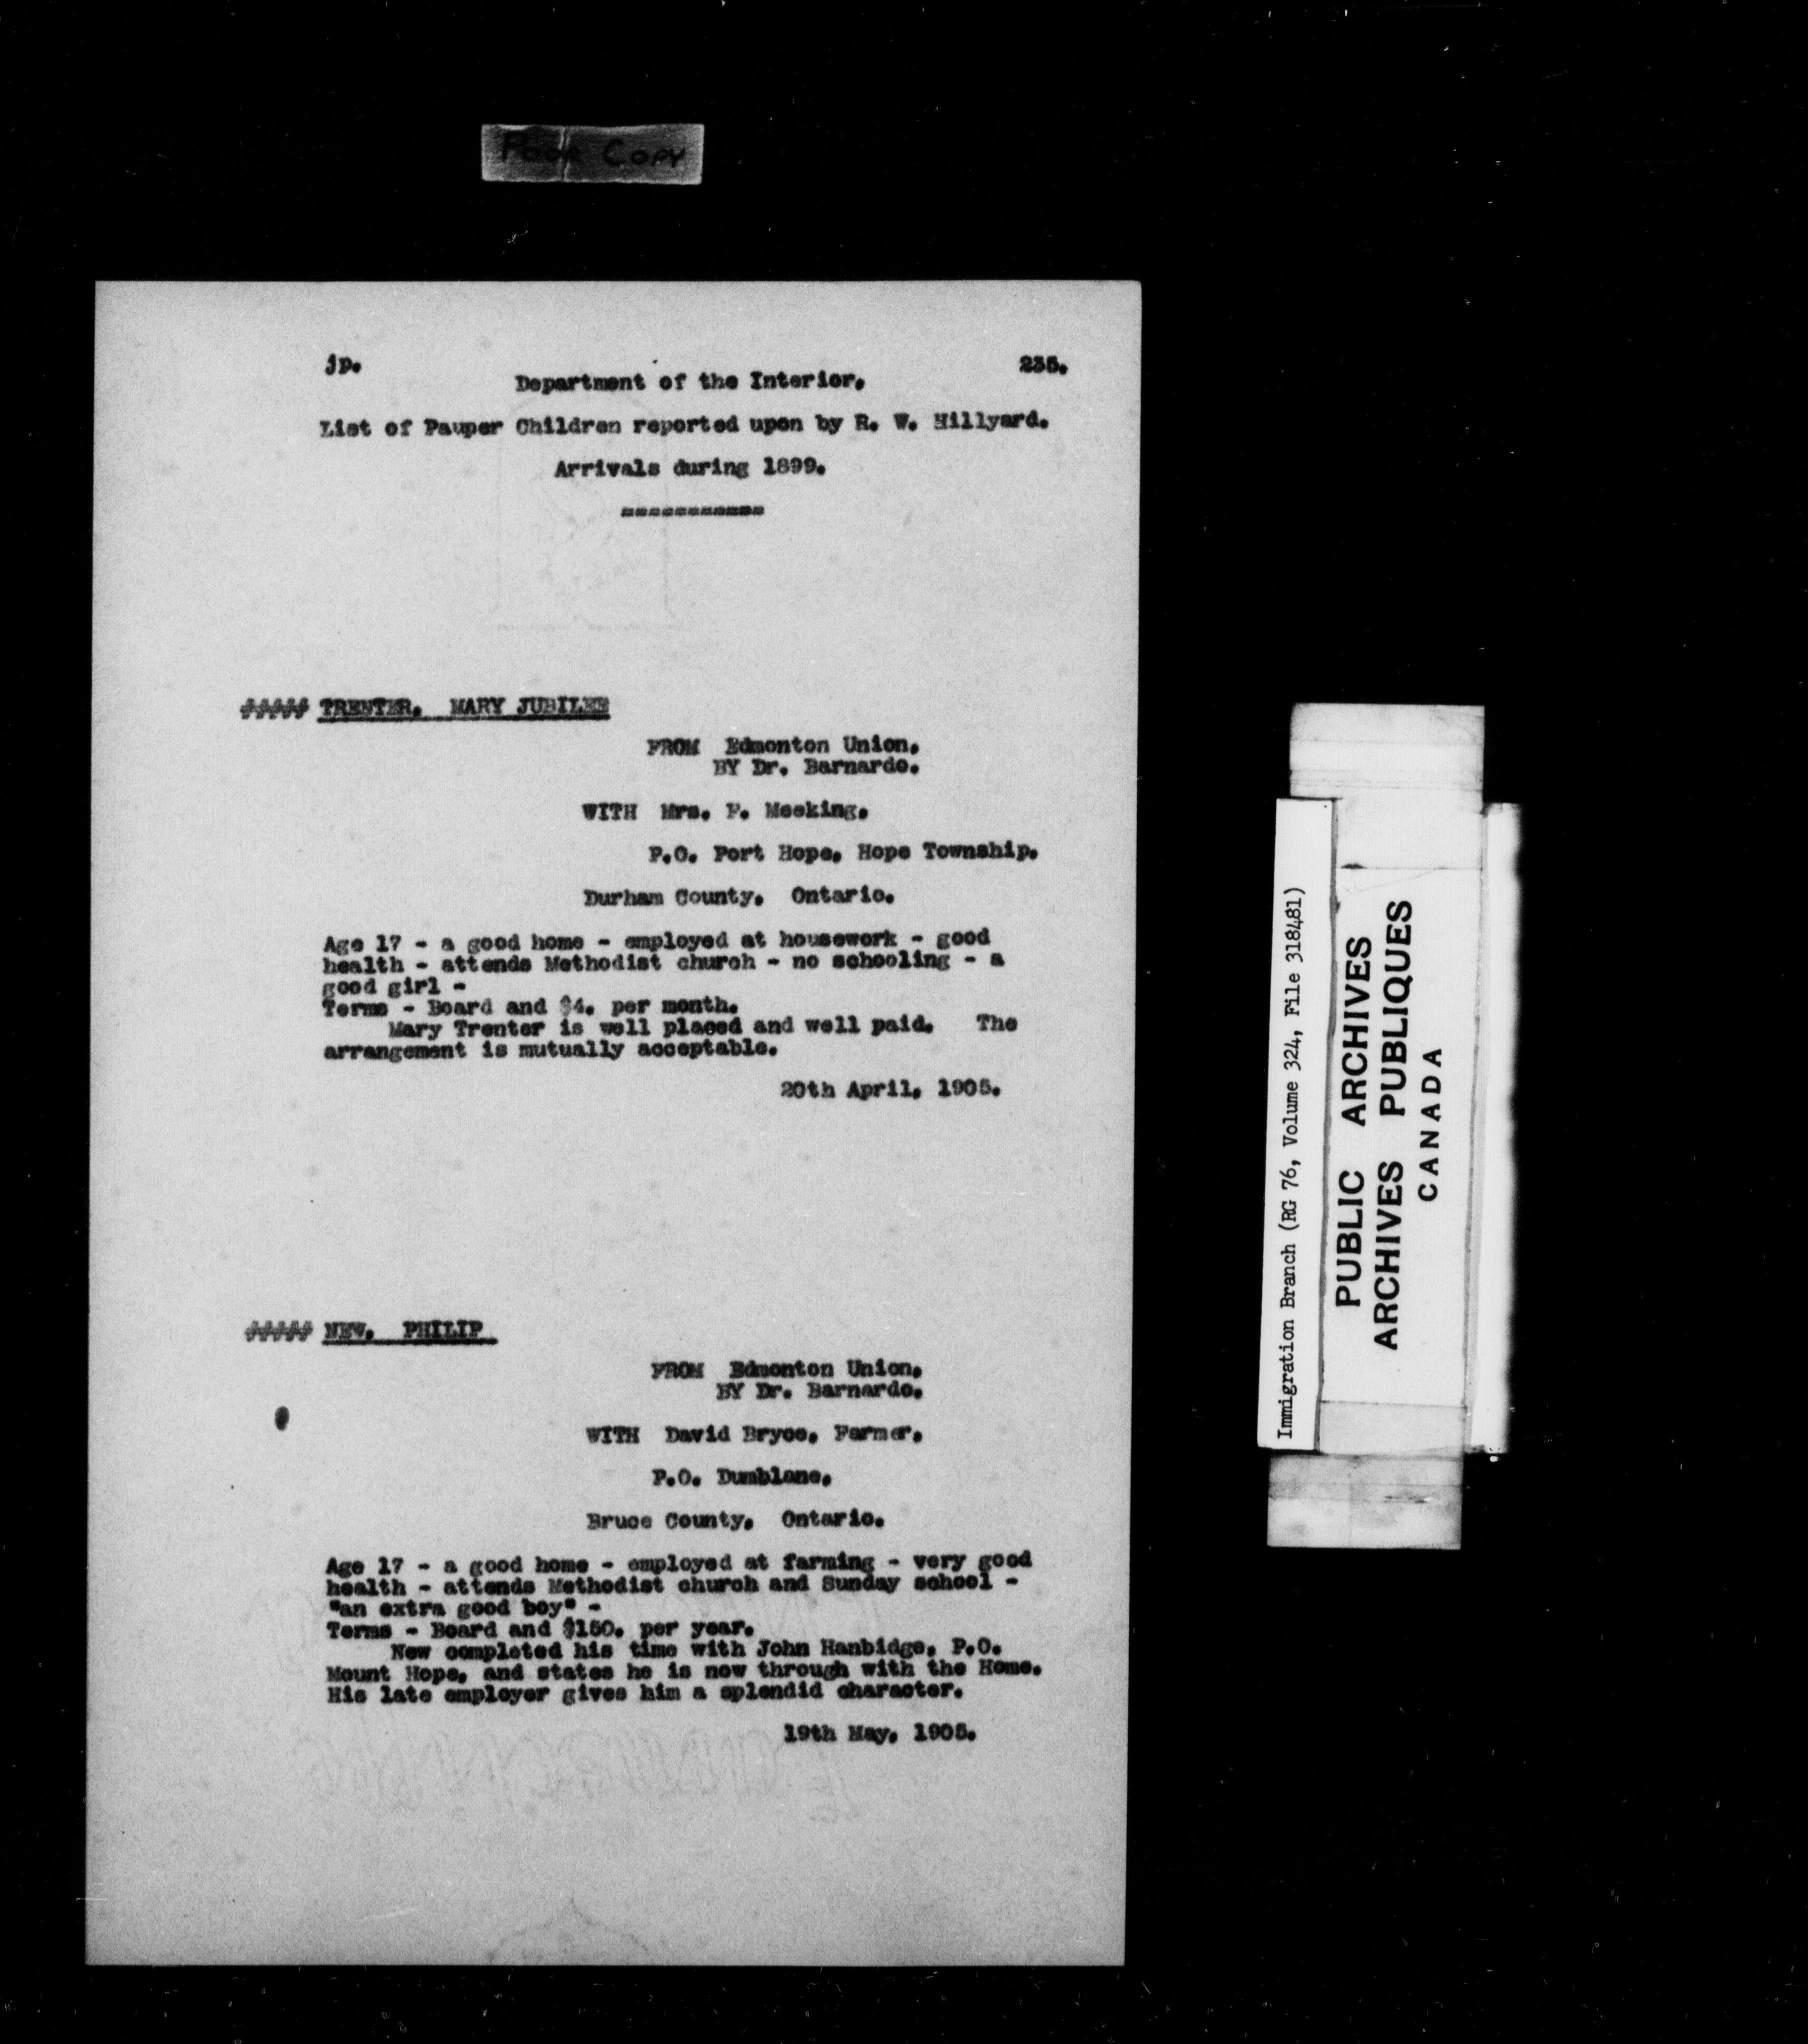 Poor Copy
jp.
235.
Department of the Interior.
List of Pauper Children reported upon by R. W. Hillyard.
Arrivals during 1899.
===========
##### TRENTER, MARY JUBILEE
FROM Edmonton Union.
BY Dr. Barnardo.
WITH Mrs. F. Meeking.
P.O. Port Hope, Hope Township.
Durham County, Ontario.
Age 17 - a good home - employed at housework - good
health - attends Methodist church - no schooling - a
good girl -
Terms - Board and $4. per month.
Mary Trenter is well placed and well paid. The
arrangement is mutually acceptable.
20th April, 1905.
##### NEW, PHILIP
FROM Edmonton Union.
BY Dr. Barnardo.
WITH David Bryce, Farmer.
P.O. Dumblane.
Bruce County, Ontario.
Age 17 - a good home - employed at farming - very good
health - attends Methodist church and Sunday school -
"an extra good boy" -
Terms - Board and $150. per year.
New completed his time with John Hanbidge, P.O.
Mount Hope, and states he is now through with the Home.
His late employer gives him a splendid character.
19th May, 1905.
Immigration Branch (RG 76, Volume 324, File 318481)
PUBLIC ARCHIVES
ARCHIVES PUBLIQUES
CANADA